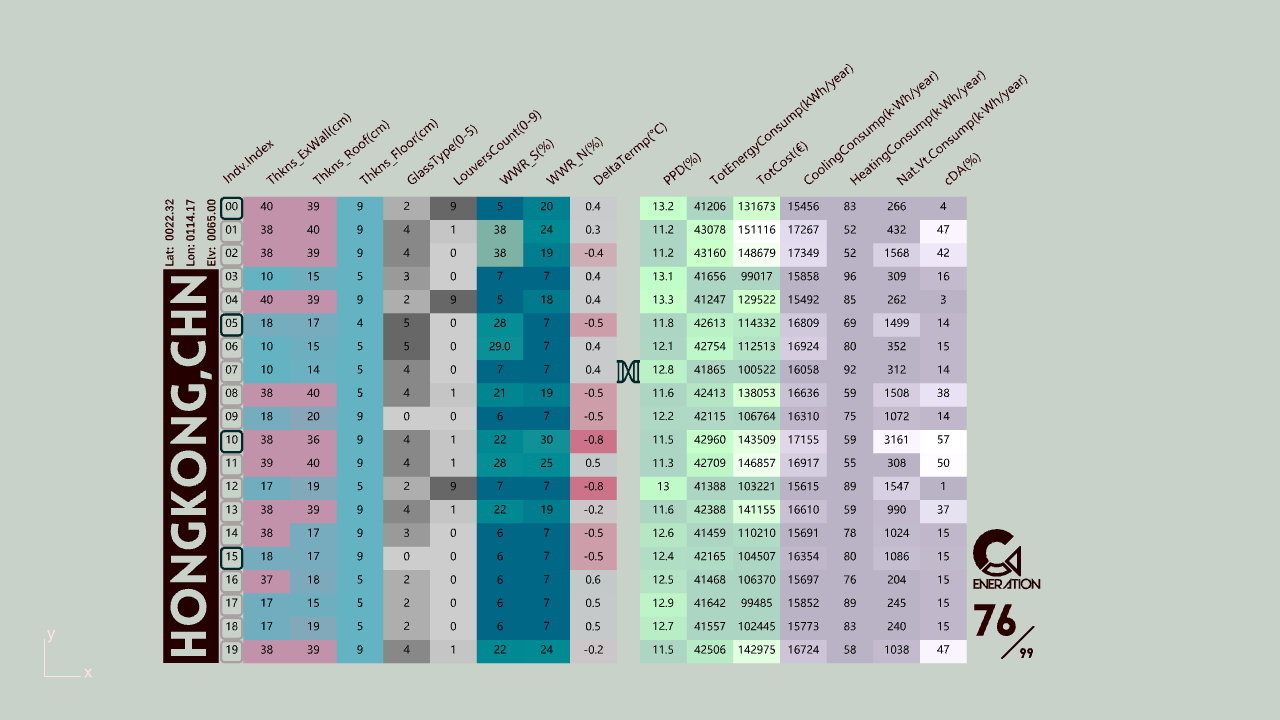 Indv.Index Thkns_ExWall(cm) Thkns_Roof(cm) Thkns_Floor(cm) GlassType(0-5) LouversCount(0-9) WWR_S(%) WWR_N(%) DeltaTermp(°C) PPD(%) TotEnergyConsump(kWh/year) TotCost(€) CoolingConsump(k·Wh/year) HeatingConsump(k·Wh/year) Nat.Vt.Consump(k·Wh/year) cDA(%)
Lat: 0022.32
Lon: 0114.17
Elv: 0065.00
HONGKONG,CHN
00 40 39 9 2 9 5 20 0.4 13.2 41206 131673 15456 83 266 4
01 38 40 9 4 1 38 24 0.3 11.2 43078 151116 17267 52 432 47
02 38 39 9 4 0 38 19 -0.4 11.2 43160 148679 17349 52 1568 42
03 10 15 5 3 0 7 7 0.4 13.1 41656 99017 15858 96 309 16
04 40 39 9 2 9 5 18 0.4 13.3 41247 129522 15492 85 262 3
05 18 17 4 5 0 28 7 -0.5 11.8 42613 114332 16809 69 1499 14
06 10 15 5 5 0 29.0 7 0.4 12.1 42754 112513 16924 80 352 15
07 10 14 5 4 0 7 7 0.4 12.8 41865 100522 16058 92 312 14
08 38 40 5 4 1 21 19 -0.5 11.6 42413 138053 16636 59 1508 38
09 18 20 9 0 0 6 7 -0.5 12.2 42115 106764 16310 75 1072 14
10 38 36 9 4 1 22 30 -0.8 11.5 42960 143509 17155 59 3161 57
11 39 40 9 4 1 28 25 0.5 11.3 42709 146857 16917 55 308 50
12 17 19 5 2 9 7 7 -0.8 13 41388 103221 15615 89 1547 1
13 38 39 9 4 1 22 19 -0.2 11.6 42388 141155 16610 59 990 37
14 38 17 9 3 0 6 7 -0.5 12.6 41459 110210 15691 78 1024 15
15 18 17 9 0 0 6 7 -0.5 12.4 42165 104507 16354 80 1086 15
16 37 18 5 2 0 6 7 0.6 12.5 41468 106370 15697 76 204 15
17 17 15 5 2 0 6 7 0.5 12.9 41642 99485 15852 89 245 15
18 17 19 5 2 0 6 7 0.5 12.7 41557 102445 15773 83 240 15
19 38 39 9 4 1 22 24 -0.2 11.5 42506 142975 16724 58 1038 47
GENERATION
76/99
y
x